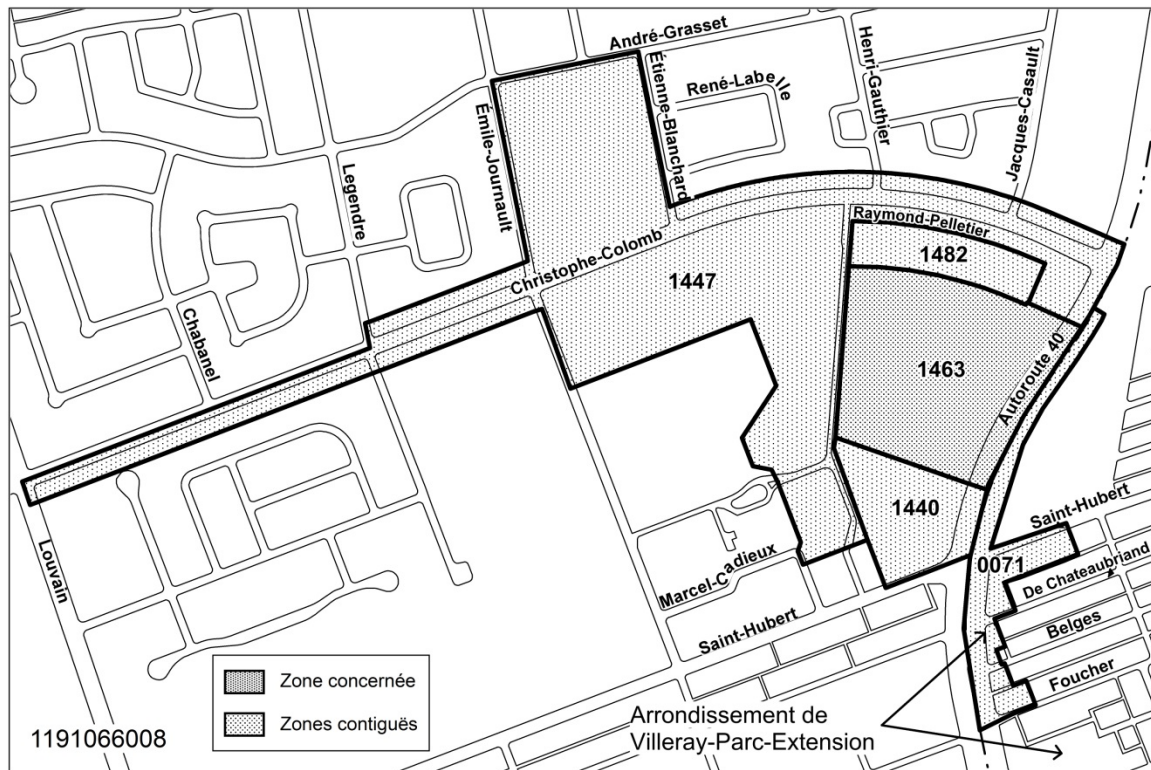 André-Grasset
Étienne-Blanchard
René-Labelle
Henri-Gauthier
Jacques-Casault
Émile-Journault
Legendre
Christophe-Colomb
Raymond-Pelletier
1482
1447
Chabanel
1463
Autoroute 40
1440
Saint-Hubert
0071
De Chateaubriand
Louvain
Marcel-Cadieux
Saint-Hubert
Belges
Foucher
Zone concernée
Zones contiguës
Arrondissement de
Villeray-Parc-Extension
1191066008